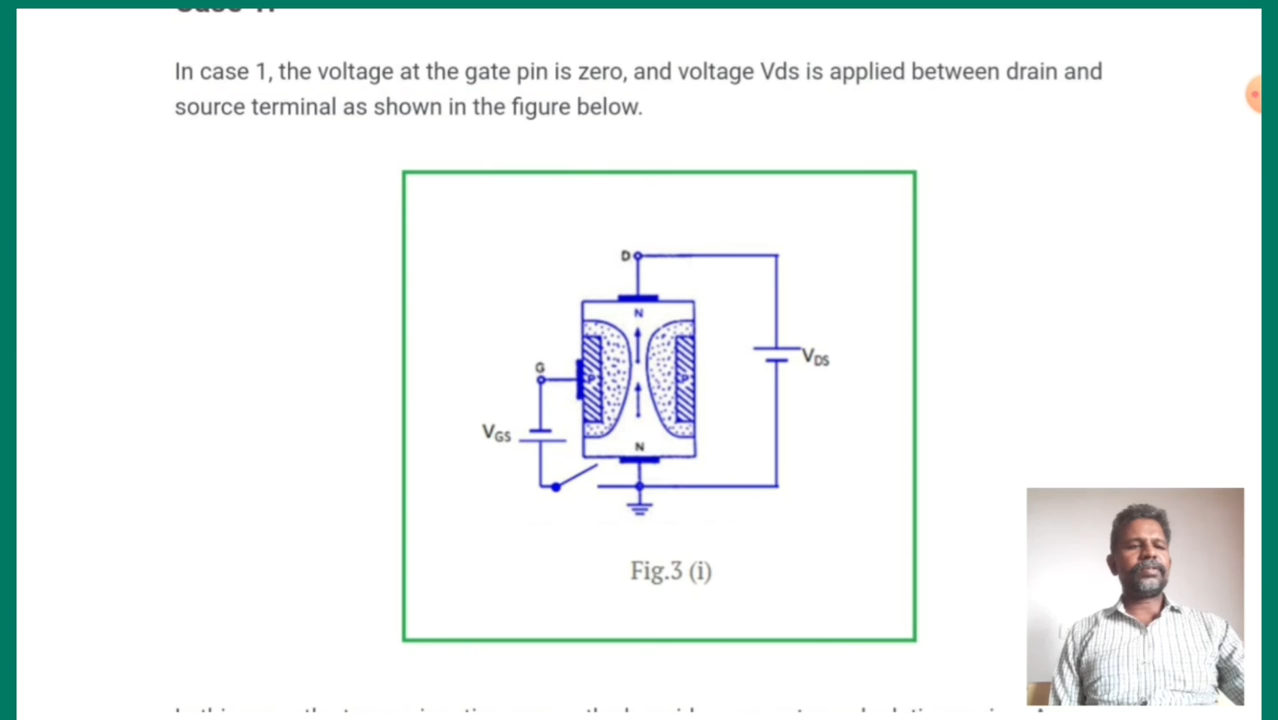 In case 1, the voltage at the gate pin is zero, and voltage Vds is applied between drain and
source terminal as shown in the figure below.
D
N
G
P
P
VDS
VGS
N
Fig.3 (i)